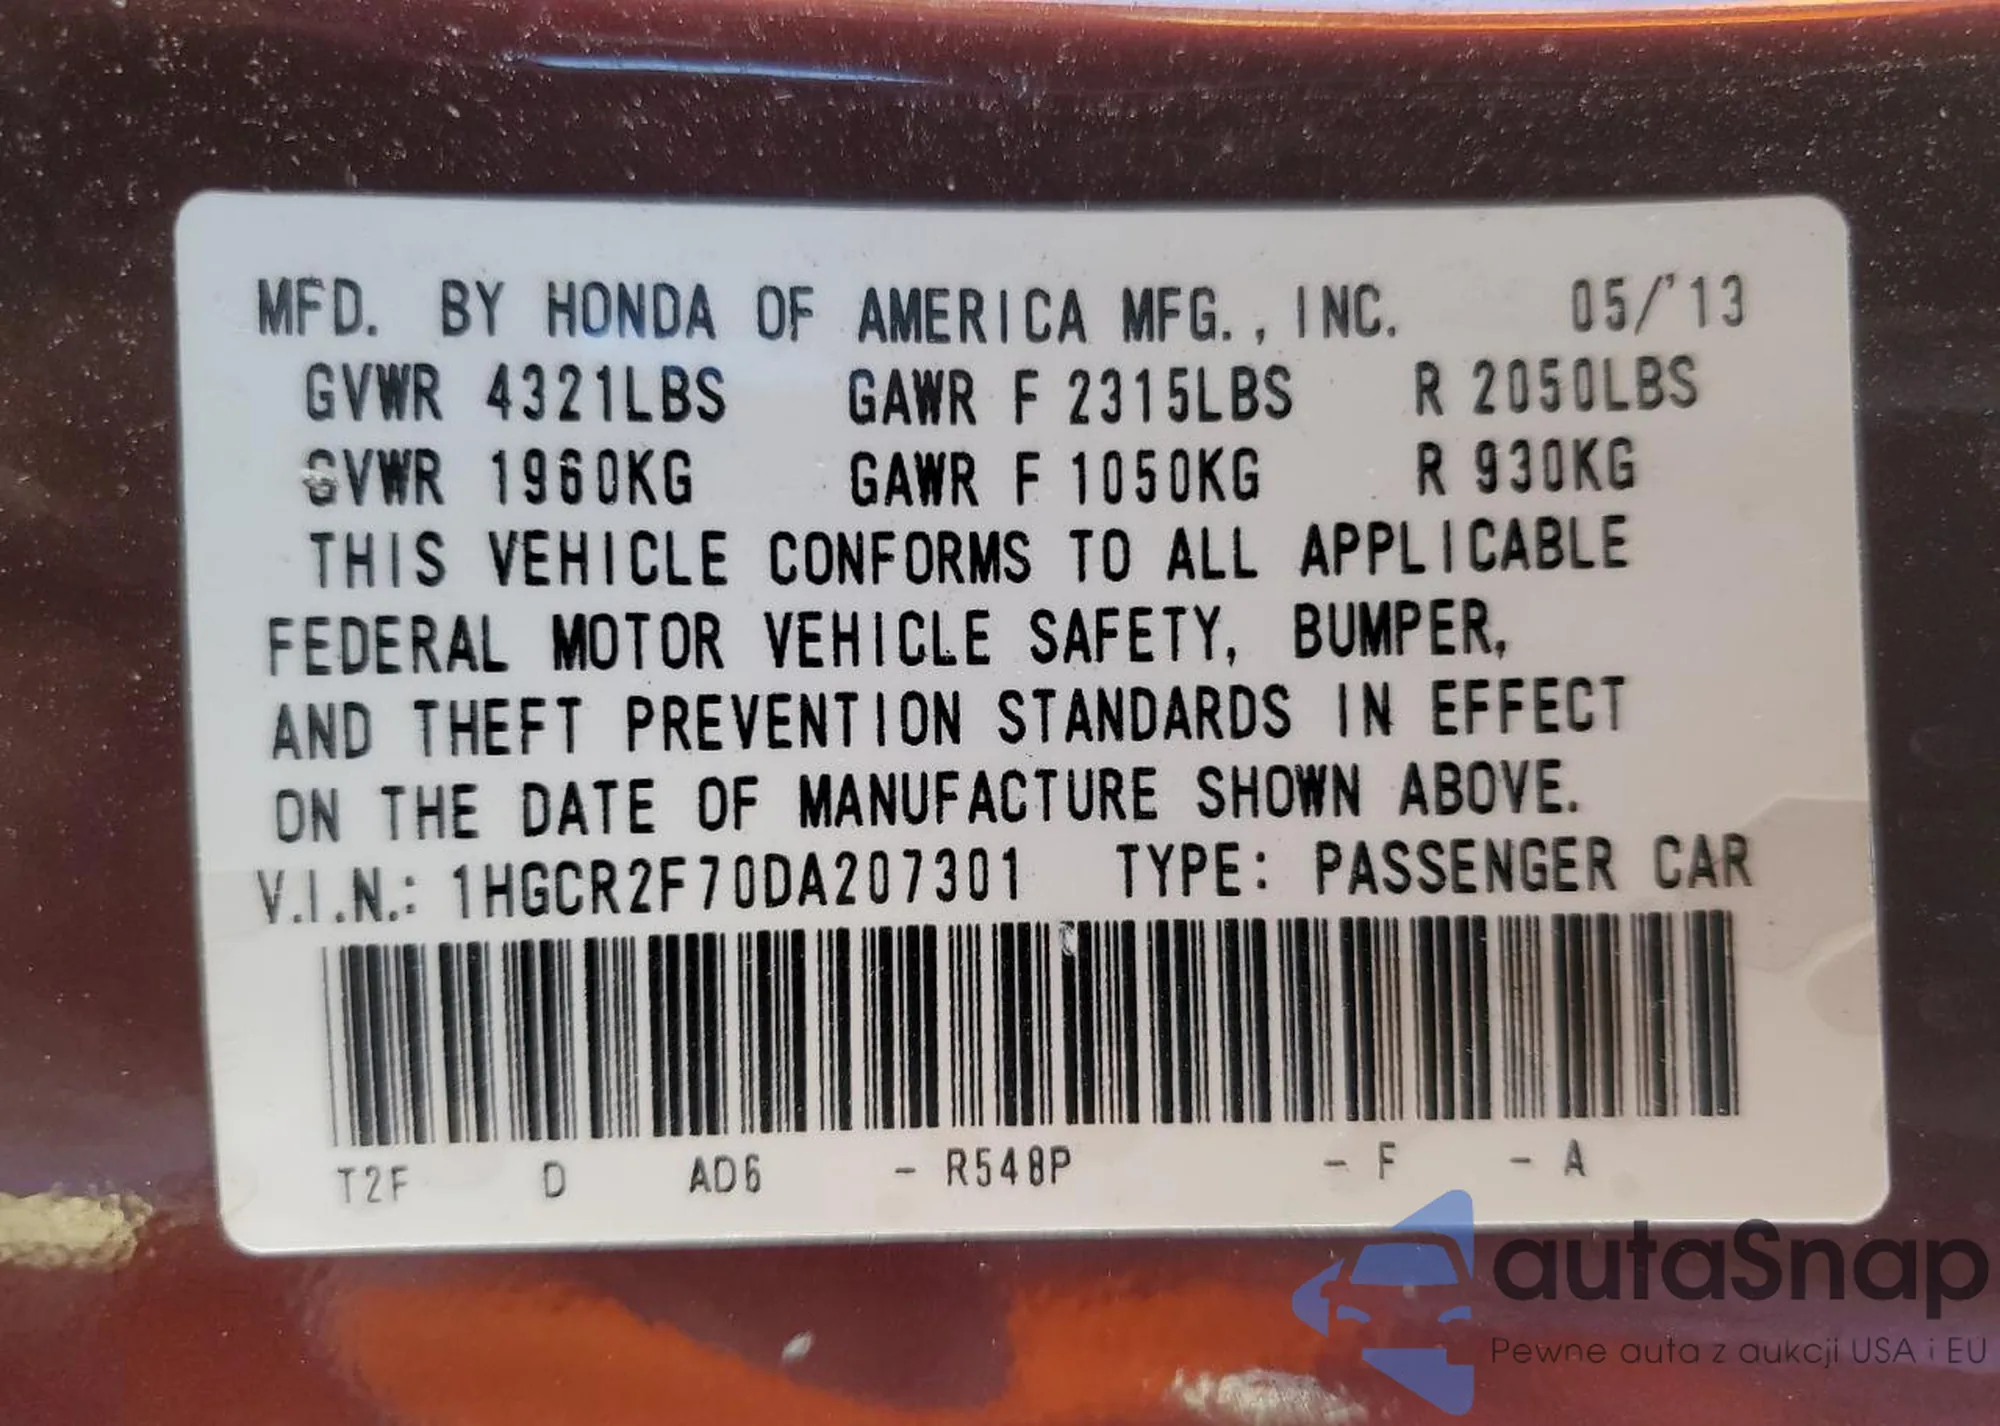 MFD. BY HONDA OF AMERICA MFG., INC. 05/'13
GVWR 4321LBS GAWR F 2315LBS R 2050LBS
GVWR 1960KG GAWR F 1050KG R 930KG
THIS VEHICLE CONFORMS TO ALL APPLICABLE
FEDERAL MOTOR VEHICLE SAFETY, BUMPER,
AND THEFT PREVENTION STANDARDS IN EFFECT
ON THE DATE OF MANUFACTURE SHOWN ABOVE.
V.I.N.: 1HGCR2F70DA207301 TYPE: PASSENGER CAR
T2F D AD6 - R548P - F - A
autaSnap
Pewne auta z aukcji USA i EU